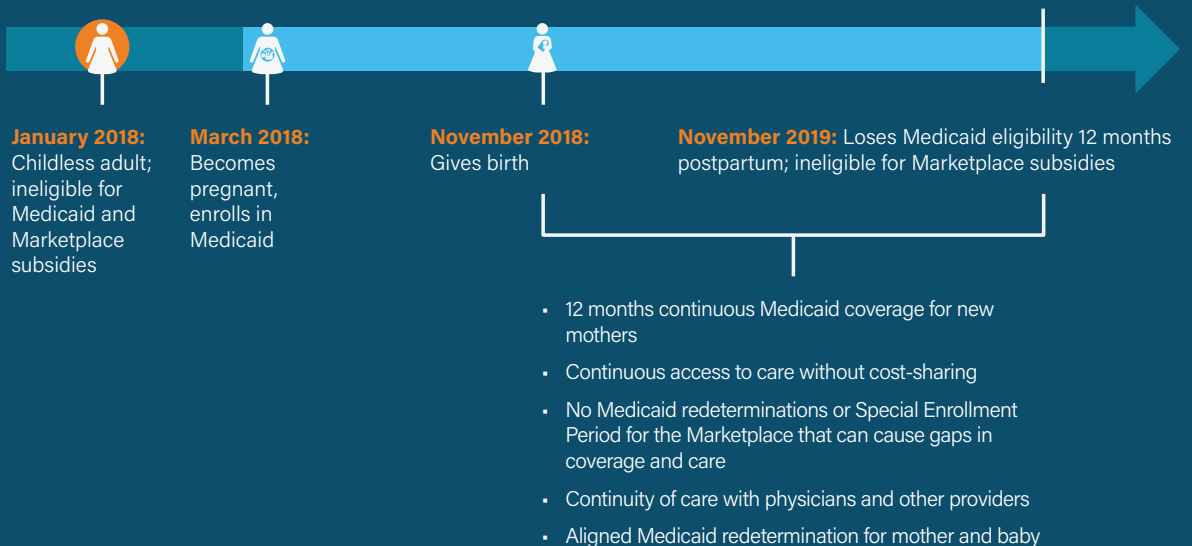 January 2018:
Childless adult;
ineligible for
Medicaid and
Marketplace
subsidies
March 2018:
Becomes
pregnant,
enrolls in
Medicaid
November 2018:
Gives birth
November 2019: Loses Medicaid eligibility 12 months
postpartum; ineligible for Marketplace subsidies
▪ 12 months continuous Medicaid coverage for new
mothers
▪ Continuous access to care without cost-sharing
▪ No Medicaid redeterminations or Special Enrollment
Period for the Marketplace that can cause gaps in
coverage and care
▪ Continuity of care with physicians and other providers
▪ Aligned Medicaid redetermination for mother and baby